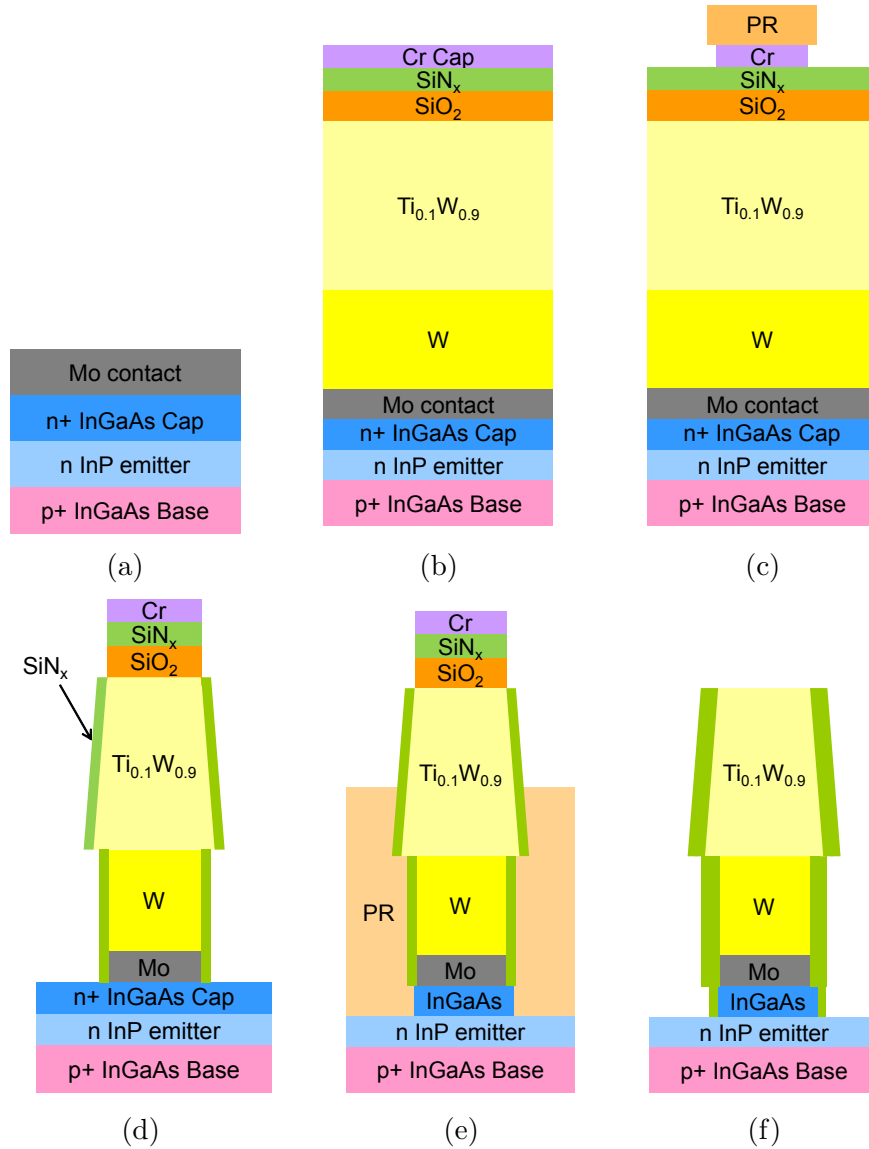 Mo contact
n+ InGaAs Cap
n InP emitter
p+ InGaAs Base
(a)
Cr Cap
SiNₓ
SiO₂
Ti₀.₁W₀.₉
W
Mo contact
n+ InGaAs Cap
n InP emitter
p+ InGaAs Base
(b)
PR
Cr
SiNₓ
SiO₂
Ti₀.₁W₀.₉
W
Mo contact
n+ InGaAs Cap
n InP emitter
p+ InGaAs Base
(c)
Cr
SiNₓ
SiO₂
SiNₓ
Ti₀.₁W₀.₉
W
Mo
n+ InGaAs Cap
n InP emitter
p+ InGaAs Base
(d)
Cr
SiNₓ
SiO₂
Ti₀.₁W₀.₉
PR
W
Mo
InGaAs
n InP emitter
p+ InGaAs Base
(e)
Ti₀.₁W₀.₉
W
Mo
InGaAs
n InP emitter
p+ InGaAs Base
(f)